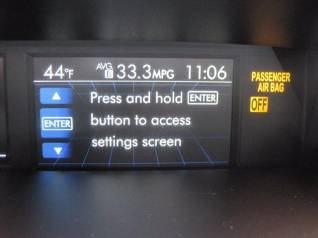 44°F AVG 33.3MPG 11:06
Press and hold ENTER
ENTER button to access
settings screen
PASSENGER
AIR BAG
OFF